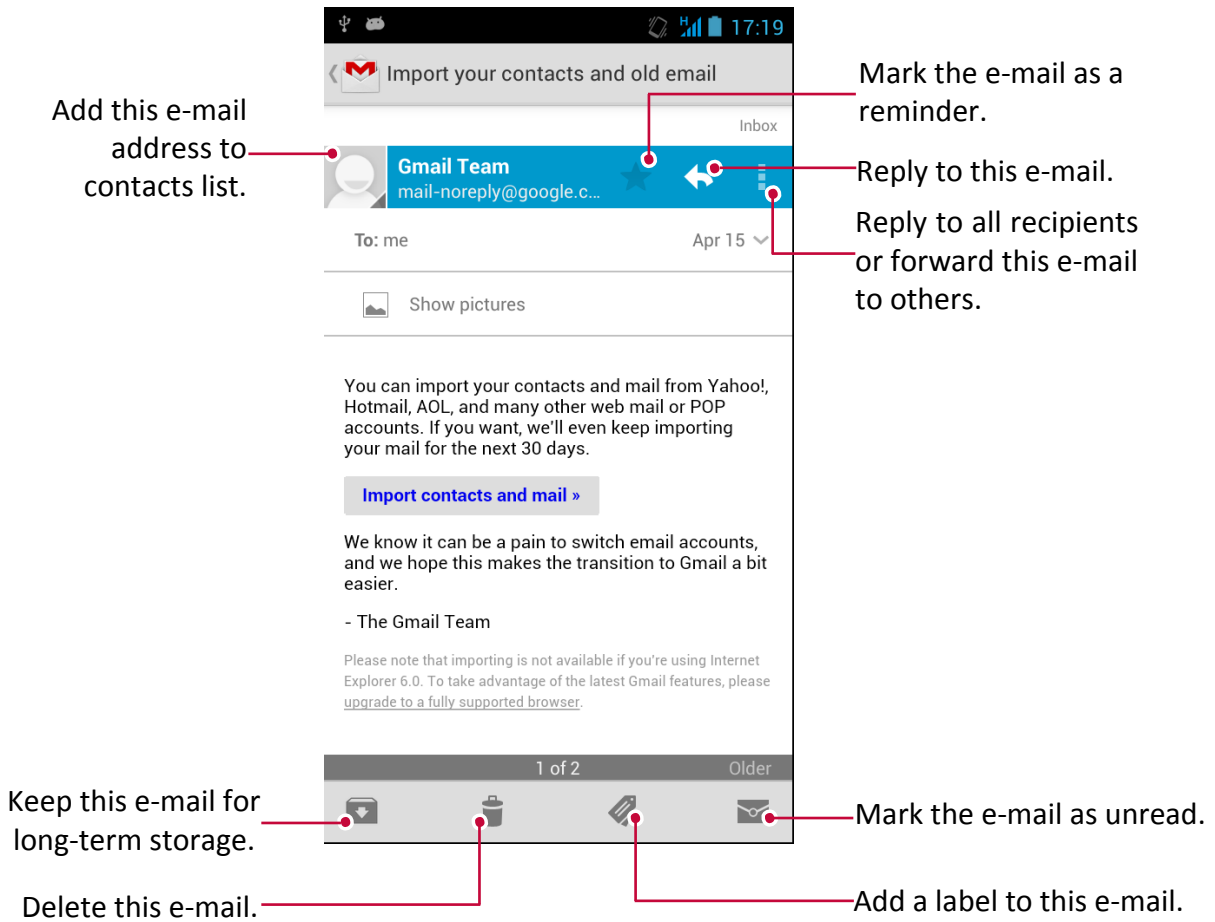 17:19
Import your contacts and old email
Inbox
Gmail Team
mail-noreply@google.c...
To: me
Apr 15
Show pictures
You can import your contacts and mail from Yahoo!,
Hotmail, AOL, and many other web mail or POP
accounts. If you want, we'll even keep importing
your mail for the next 30 days.
Import contacts and mail »
We know it can be a pain to switch email accounts,
and we hope this makes the transition to Gmail a bit
easier.
- The Gmail Team
Please note that importing is not available if you're using Internet
Explorer 6.0. To take advantage of the latest Gmail features, please
upgrade to a fully supported browser.
1 of 2
Older
Add this e-mail
address to
contacts list.
Mark the e-mail as a
reminder.
Reply to this e-mail.
Reply to all recipients
or forward this e-mail
to others.
Keep this e-mail for
long-term storage.
Delete this e-mail.
Mark the e-mail as unread.
Add a label to this e-mail.
H